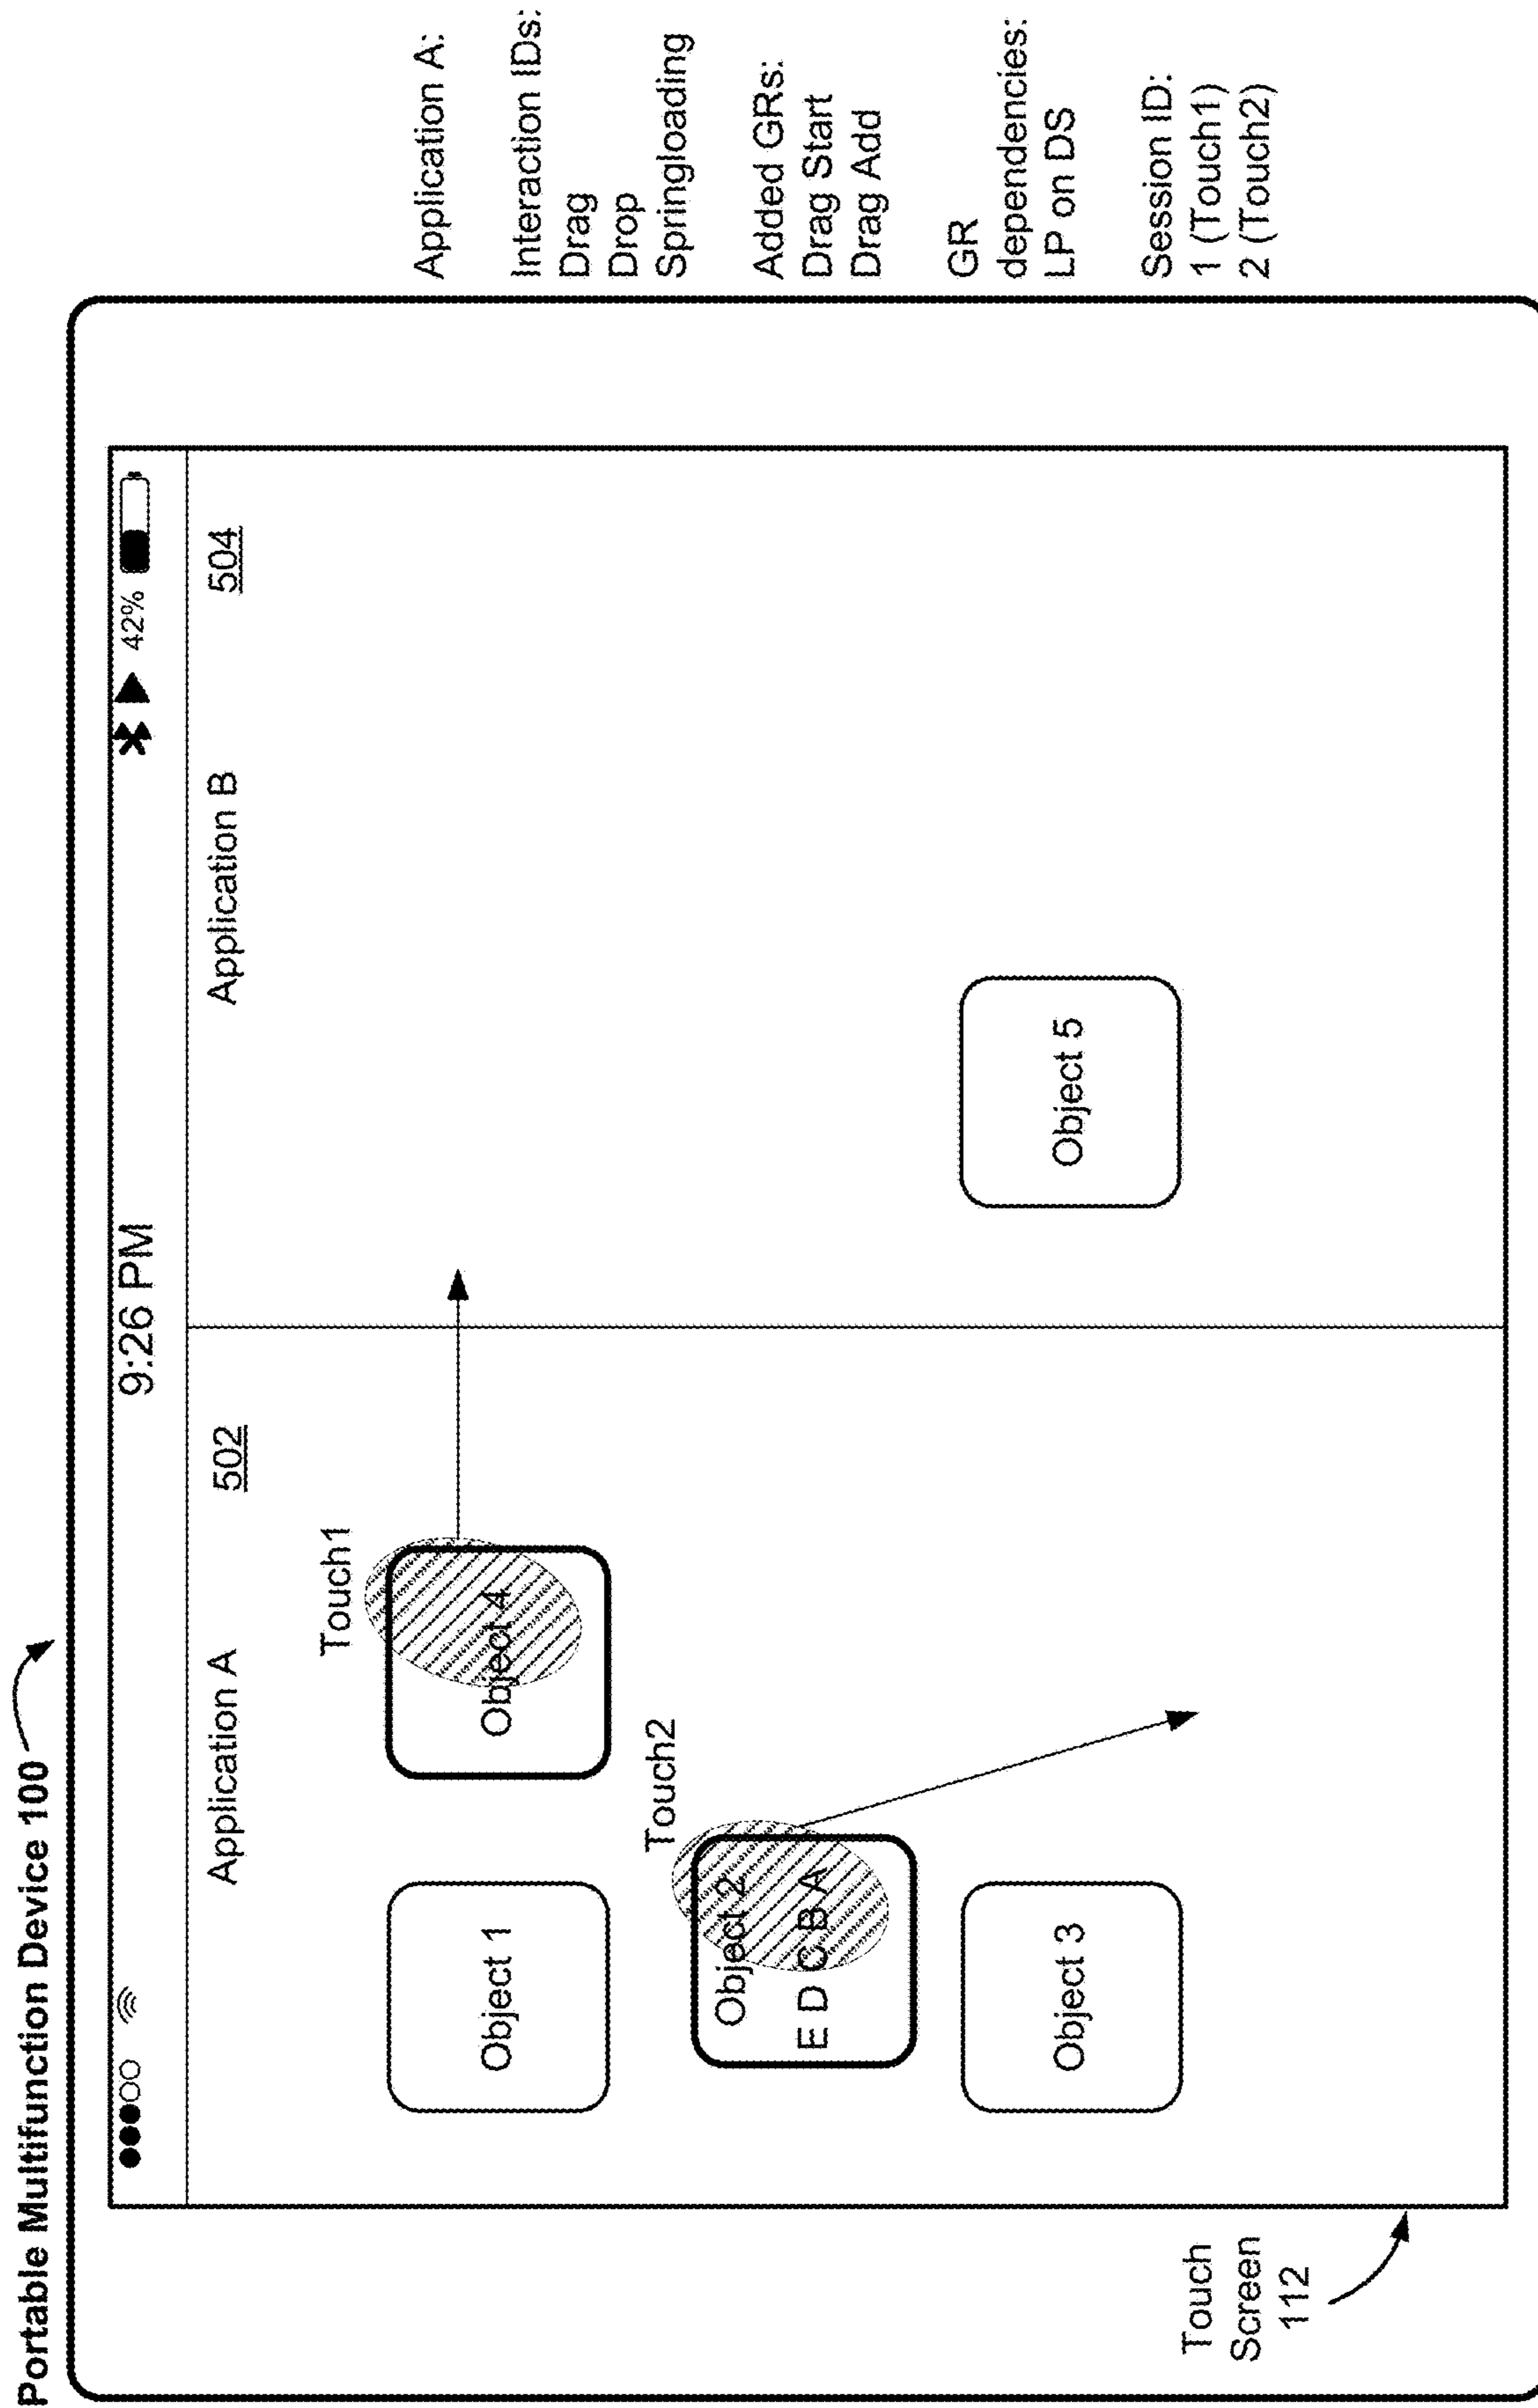 Portable Multifunction Device 100
9:26 PM
42%
Application A
502
Application B
504
Touch1
Object 1
Object 4
Touch2
Object 2
E D C B A
Object 3
Object 5
Touch
Screen
112
Application A:
Interaction IDs:
Drag
Drop
Springloading
Added GRs:
Drag Start
Drag Add
GR
dependencies:
LP on DS
Session ID:
1 (Touch1)
2 (Touch2)